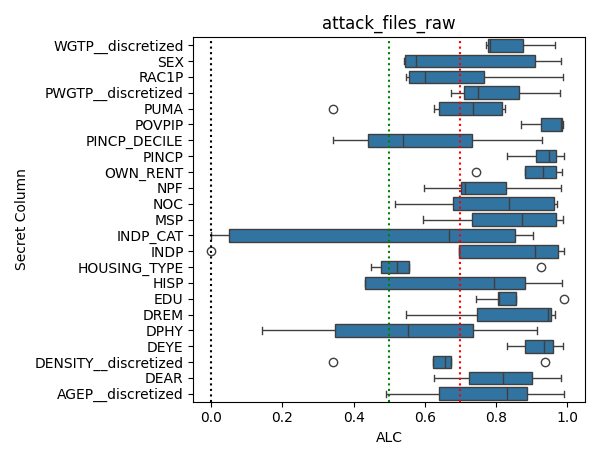 attack_files_raw
WGTP__discretized
SEX
RAC1P
PWGTP__discretized
PUMA
POVPIP
PINCP_DECILE
PINCP
OWN_RENT
NPF
NOC
MSP
INDP_CAT
INDP
HOUSING_TYPE
HISP
EDU
DREM
DPHY
DEYE
DENSITY__discretized
DEAR
AGEP__discretized
Secret Column
0.0 0.2 0.4 0.6 0.8 1.0
ALC